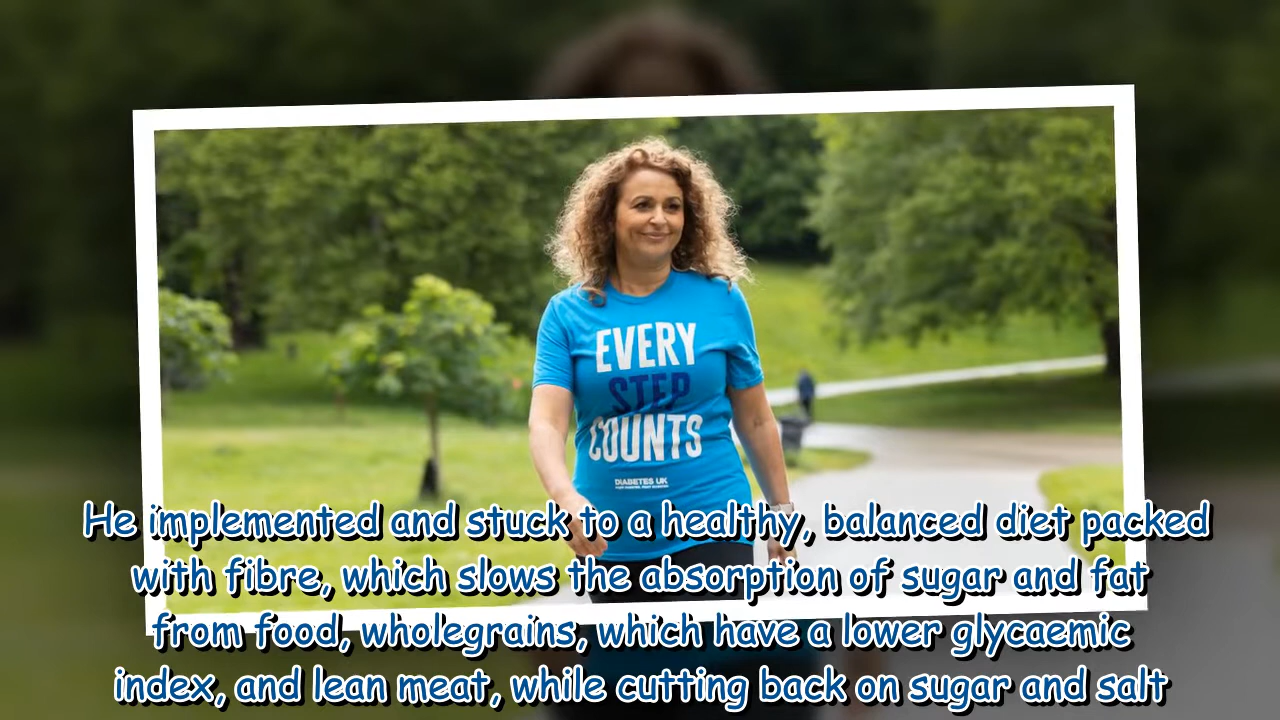 EVERY
STEP
COUNTS
DIABETES UK
He implemented and stuck to a healthy, balanced diet packed
with fibre, which slows the absorption of sugar and fat
from food, wholegrains, which have a lower glycaemic
index, and lean meat, while cutting back on sugar and salt